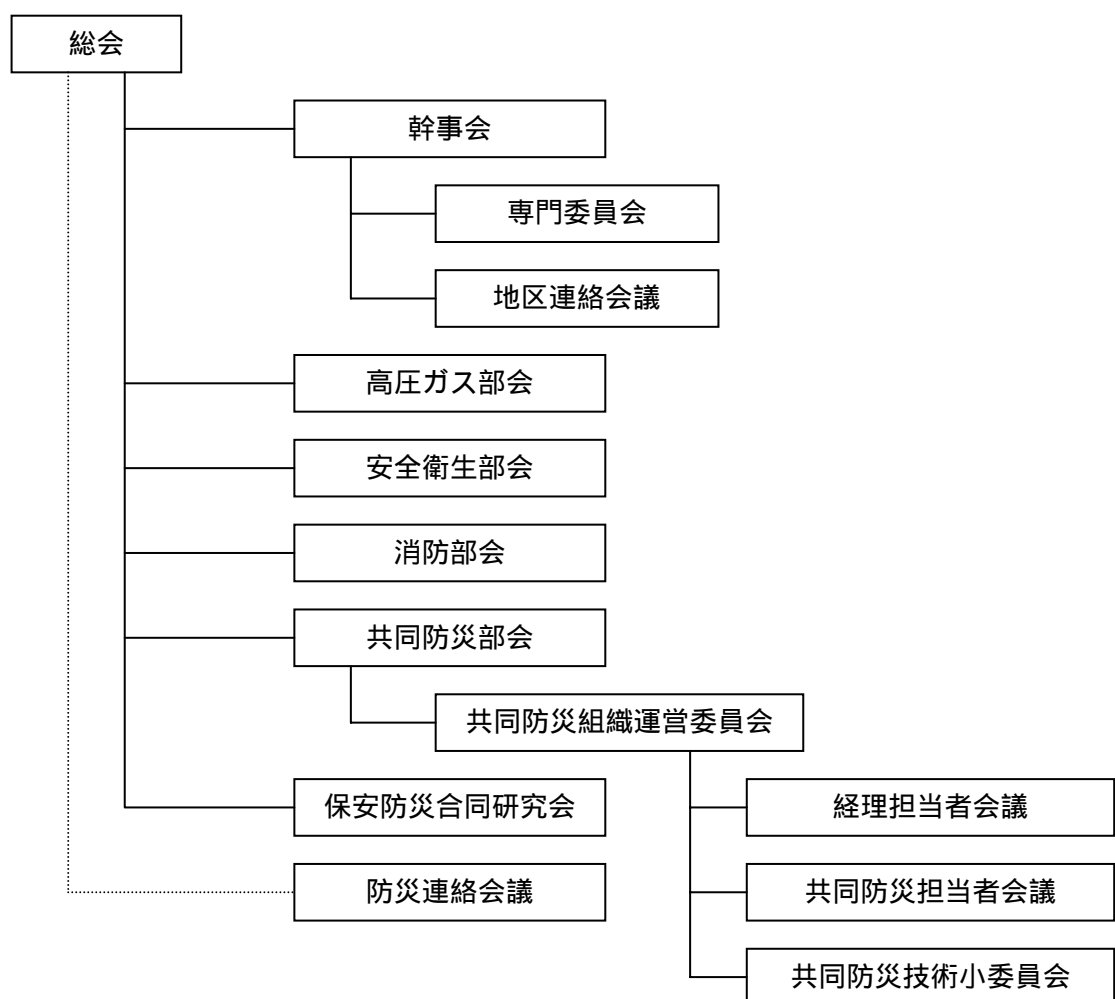 総会
幹事会
専門委員会
地区連絡会議
高圧ガス部会
安全衛生部会
消防部会
共同防災部会
共同防災組織運営委員会
保安防災合同研究会
経理担当者会議
防災連絡会議
共同防災担当者会議
共同防災技術小委員会